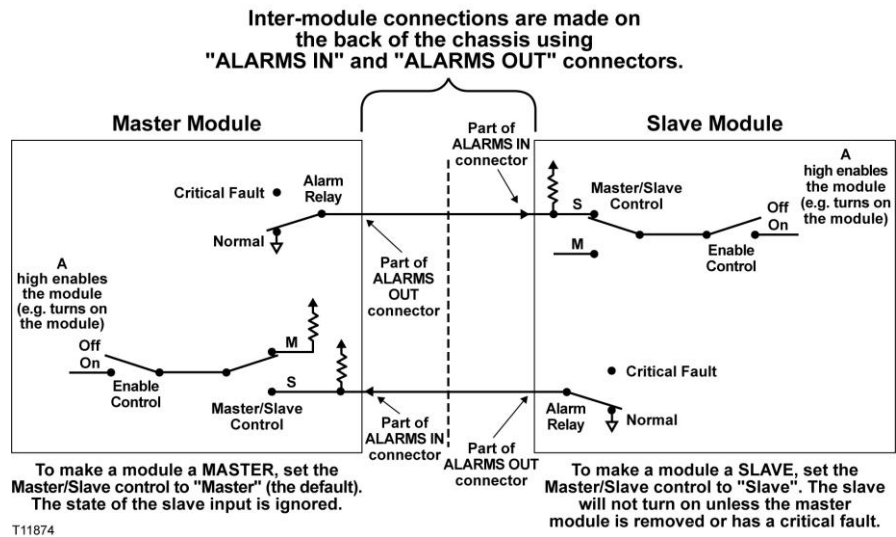 Inter-module connections are made on
the back of the chassis using
"ALARMS IN" and "ALARMS OUT" connectors.
Master Module
Critical Fault
Alarm
Relay
Normal
A
high enables
the module
(e.g. turns on
the module)
Off
On
Enable
Control
M
S
Master/Slave
Control
Part of
ALARMS IN
connector
Part of
ALARMS
OUT
connector
Part of
ALARMS IN
connector
Part of
ALARMS OUT
connector
Slave Module
S
Master/Slave
Control
M
A
high enables
the module
(e.g. turns on
the module)
Off
On
Enable
Control
Critical Fault
Alarm
Relay
Normal
To make a module a MASTER, set the
Master/Slave control to "Master" (the default).
The state of the slave input is ignored.
To make a module a SLAVE, set the
Master/Slave control to "Slave". The slave
will not turn on unless the master
module is removed or has a critical fault.
T11874